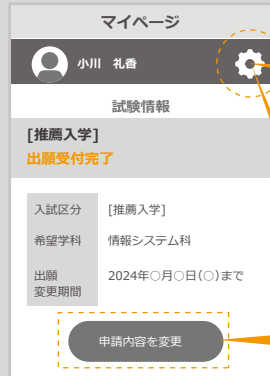 マイページ
小川 礼香
試験情報
[推薦入学]
出願受付完了
入試区分 [推薦入学]
希望学科 情報システム科
出願
変更期間 2024年○月○日(○)まで
申請内容を変更